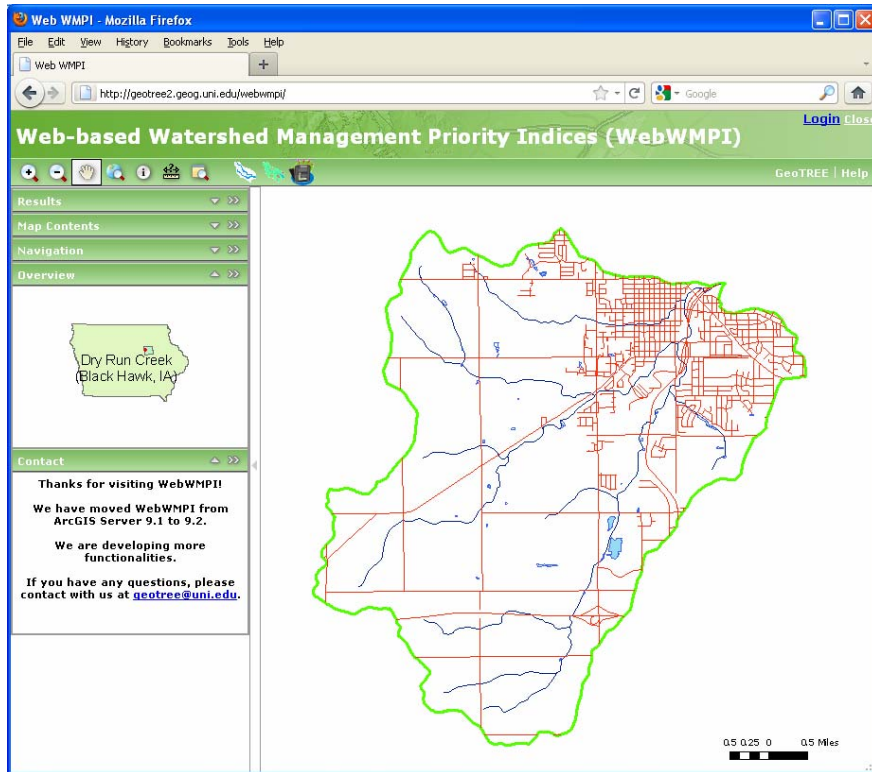 Web WMPI - Mozilla Firefox
File Edit View History Bookmarks Tools Help
Web WMPI
http://geotree2.geog.uni.edu/webwmpi/
Google
Login Close
Web-based Watershed Management Priority Indices (WebWMPI)
GeoTREE | Help
Results
Map Contents
Navigation
Overview
Dry Run Creek
(Black Hawk, IA)
Contact
Thanks for visiting WebWMPI!
We have moved WebWMPI from
ArcGIS Server 9.1 to 9.2.
We are developing more
functionalities.
If you have any questions, please
contact with us at geotree@uni.edu.
0.5 0.25 0 0.5 Miles